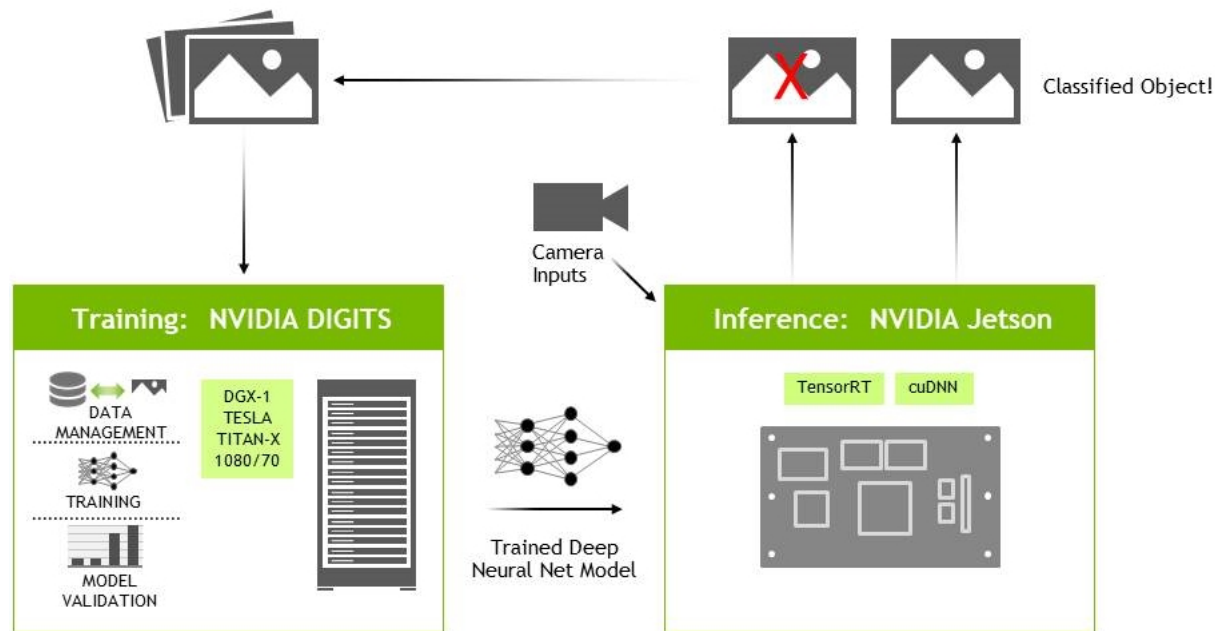 Classified Object!
Camera
Inputs
Training: NVIDIA DIGITS
DATA
MANAGEMENT
TRAINING
MODEL
VALIDATION
DGX-1
TESLA
TITAN-X
1080/70
Trained Deep
Neural Net Model
Inference: NVIDIA Jetson
TensorRT
cuDNN